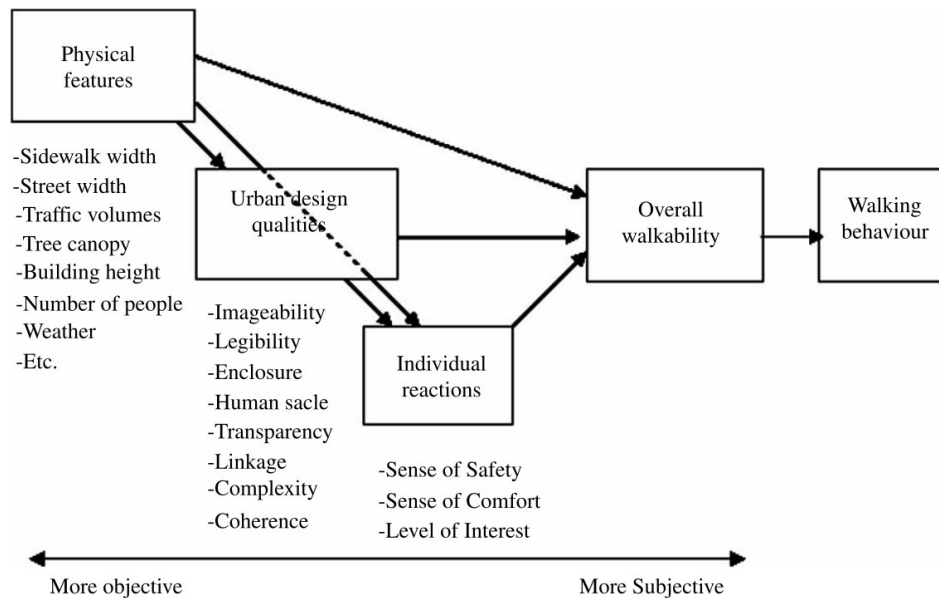 Physical
features
-Sidewalk width
-Street width
-Traffic volumes
-Tree canopy
-Building height
-Number of people
-Weather
-Etc.
Urban design
qualities
-Imageability
-Legibility
-Enclosure
-Human sacle
-Transparency
-Linkage
-Complexity
-Coherence
Individual
reactions
-Sense of Safety
-Sense of Comfort
-Level of Interest
Overall
walkability
Walking
behaviour
More objective
More Subjective